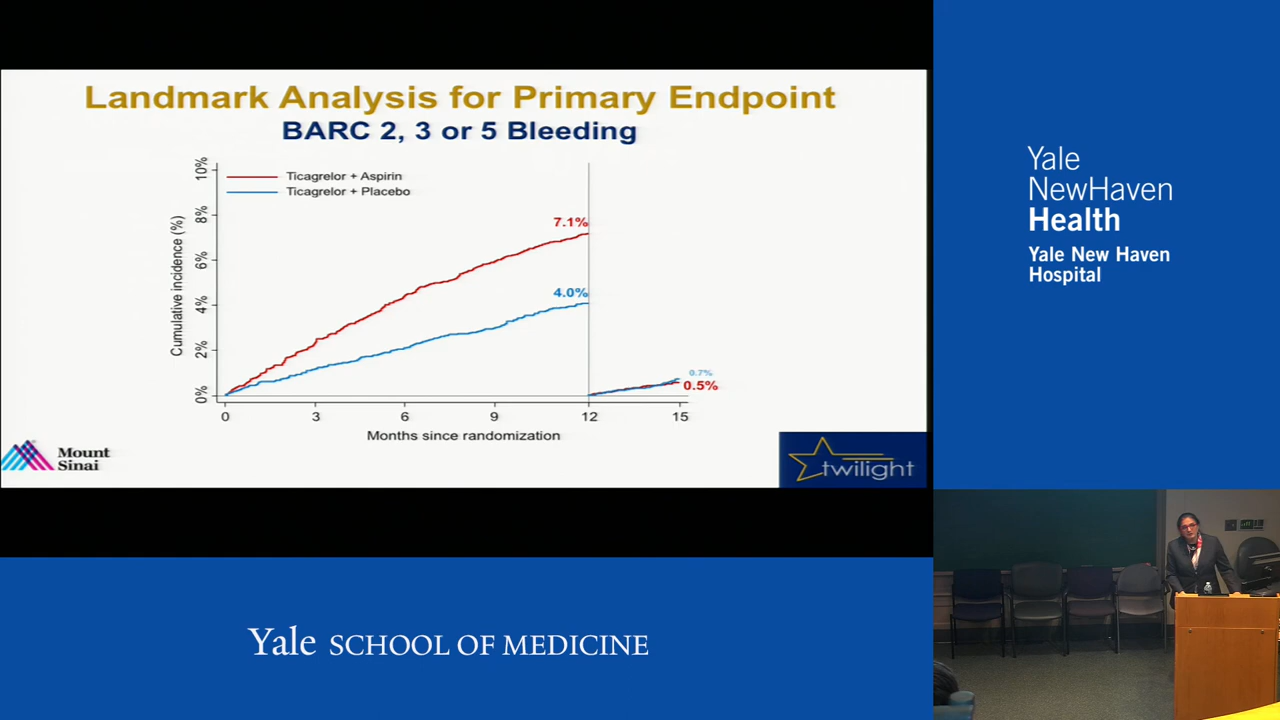 Landmark Analysis for Primary Endpoint
BARC 2, 3 or 5 Bleeding
Ticagrelor + Aspirin
Ticagrelor + Placebo
Cumulative incidence (%)
10%
8%
6%
4%
2%
0%
7.1%
4.0%
0.7%
0.5%
0
3
6
9
12
15
Months since randomization
Mount
Sinai
twilight
Yale
NewHaven
Health
Yale New Haven
Hospital
Yale SCHOOL OF MEDICINE